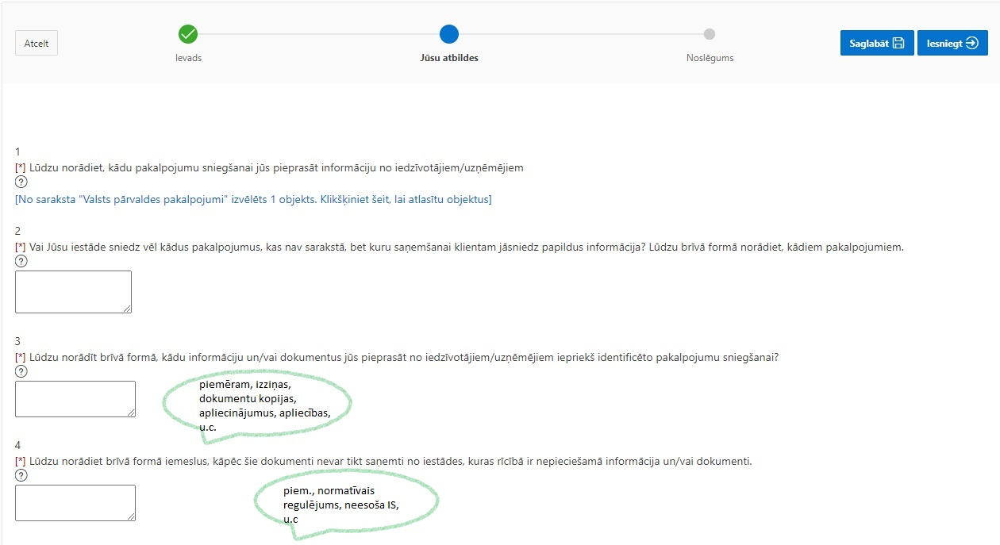 Atcelt
Ievads
Jūsu atbildes
Noslēgums
Saglabāt
Iesniegt
1
[*] Lūdzu norādiet, kādu pakalpojumu sniegšanai jūs pieprasāt informāciju no iedzīvotājiem/uzņēmējiem
?
[No saraksta "Valsts pārvaldes pakalpojumi" izvēlēts 1 objekts. Klikšķiniet šeit, lai atlasītu objektus]
2
[*] Vai Jūsu iestāde sniedz vēl kādus pakalpojumus, kas nav sarakstā, bet kuru saņemšanai klientam jāsniedz papildus informācija? Lūdzu brīvā formā norādiet, kādiem pakalpojumiem.
?
3
[*] Lūdzu norādīt brīvā formā, kādu informāciju un/vai dokumentus jūs pieprasāt no iedzīvotājiem/uzņēmējiem iepriekš identificēto pakalpojumu sniegšanai?
?
piemēram, izziņas,
dokumentu kopijas,
apliecinājumus, apliecības,
u.c.
4
[*] Lūdzu norādiet brīvā formā iemeslus, kāpēc šie dokumenti nevar tikt saņemti no iestādes, kuras rīcībā ir nepieciešamā informācija un/vai dokumenti.
?
piem., normatīvais
regulējums, neesoša IS,
u.c